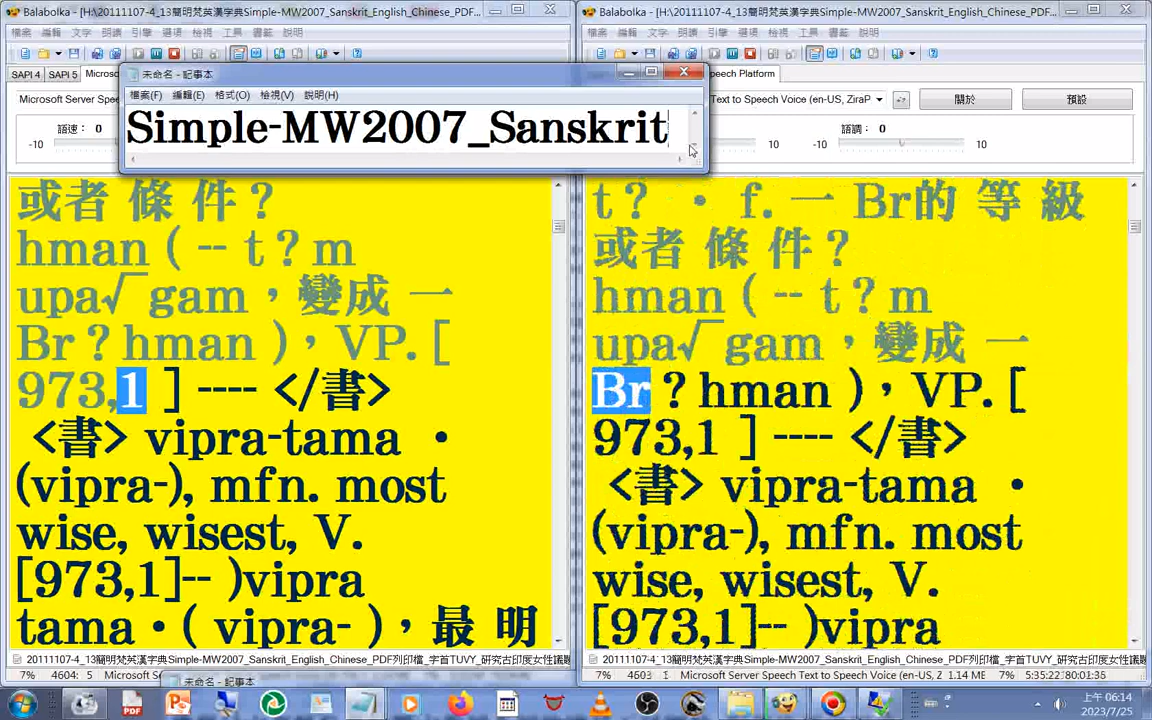 Balabolka - [H:\20111107-4_13簡明梵英漢字典Simple-MW2007_Sanskrit_English_Chinese_PDF...
檔案 編輯 文字 朗讀 引擎 選項 檢視 工具 書籤 說明
SAPI 4 SAPI 5 Micros
Microsoft Server Spee
語速： 0
-10
或者 條 件？
hman ( -- t？m
upa√ gam，變成 一
Br？hman )，VP. [
973,1 ] ---- </書>
<書> vipra-tama •
(vipra-), mfn. most
wise, wisest, V.
[973,1]-- )vipra
tama•( vipra- )，最 明
20111107-4_13簡明梵英漢字典Simple-MW2007_Sanskrit_English_Chinese_PDF列印檔_字首TUVY_研究古印度女性議題
7% 4604: 5 Modified
未命名 - 記事本
檔案(F) 編輯(E) 格式(O) 檢視(V) 說明(H)
Simple-MW2007_Sanskrit
Balabolka - [H:\20111107-4_13簡明梵英漢字典Simple-MW2007_Sanskrit_English_Chinese_PDF...
檔案 編輯 文字 朗讀 引擎 選項 檢視 工具 書籤 說明
peech Platform
Text to Speech Voice (en-US, ZiraP
關於
預設
10
語調： 0
-10
10
t？ • f. 一 Br的 等 級
或者 條 件？
hman ( -- t？m
upa√ gam，變成 一
Br ？hman )，VP. [
973,1 ] ---- </書>
<書> vipra-tama •
(vipra-), mfn. most
wise, wisest, V.
[973,1]-- )vipra
20111107-4_13簡明梵英漢字典Simple-MW2007_Sanskrit_English_Chinese_PDF列印檔_字首TUVY_研究古印度女性議題
7% 4603: 1 Modified Microsoft Server Speech Text to Speech Voice (en-US, Z 1.14 MB 7% 5:35:22
未命名 - 記事本
上午 06:14
2023/7/25